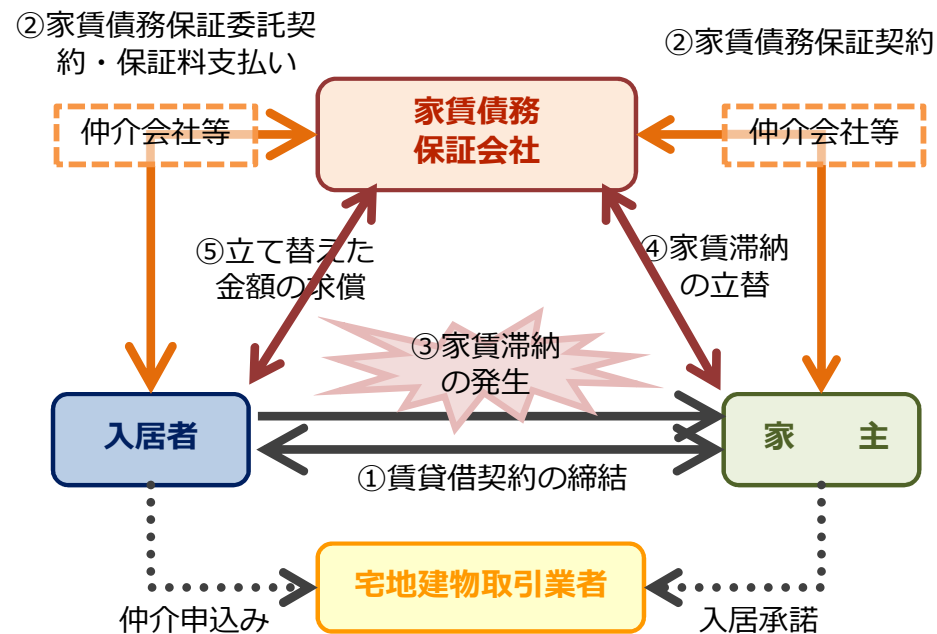 ②家賃債務保証委託契
約・保証料支払い
②家賃債務保証契約
仲介会社等
家賃債務
保証会社
仲介会社等
⑤立て替えた
金額の求償
④家賃滞納
の立替
③家賃滞納
の発生
入居者
家　　主
①賃貸借契約の締結
宅地建物取引業者
仲介申込み
入居承諾